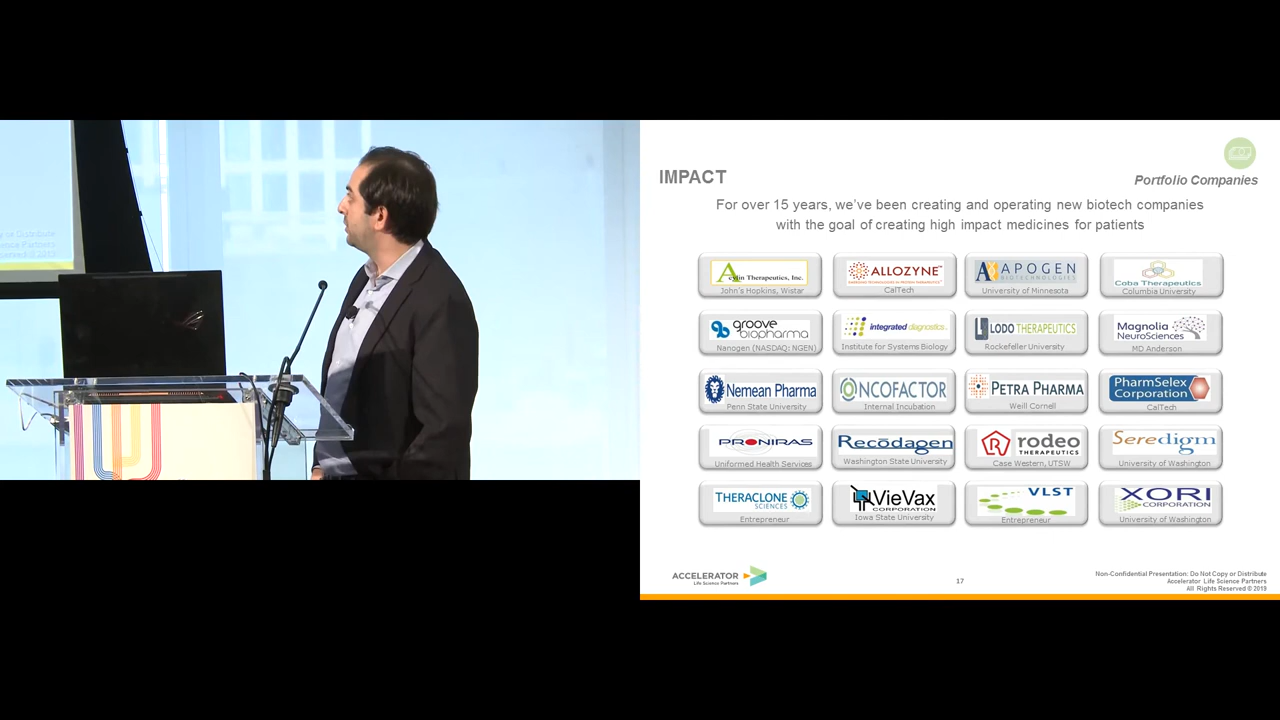 IMPACT
Portfolio Companies
For over 15 years, we've been creating and operating new biotech companies
with the goal of creating high impact medicines for patients
Acylin Therapeutics, Inc.
John's Hopkins, Wistar
ALLOZYNE™
CalTech
APOGEN
BIOTECHNOLOGIES
University of Minnesota
Coba Therapeutics
Columbia University
groove
biopharma
Nanogen (NASDAQ: NGEN)
integrated diagnostics
Institute for Systems Biology
LODO THERAPEUTICS
Rockefeller University
Magnolia
NEUROSCIENCES
MD Anderson
Nemean Pharma
Penn State University
ONCOFACTOR
Internal Incubation
PETRA PHARMA
Weill Cornell
PharmSelex
Corporation
CalTech
PRONIRAS
Uniformed Health Services
Recōdagen
Washington State University
rodeo
THERAPEUTICS
Case Western, UTSW
Seredigm
University of Washington
THERACLONE
SCIENCES
Entrepreneur
VieVax
CORPORATION
Iowa State University
VLST
Entrepreneur
XORI
CORPORATION
University of Washington
ACCELERATOR
Life Science Partners
17
Non-Confidential Presentation: Do Not Copy or Distribute
Accelerator Life Science Partners
All Rights Reserved © 2019